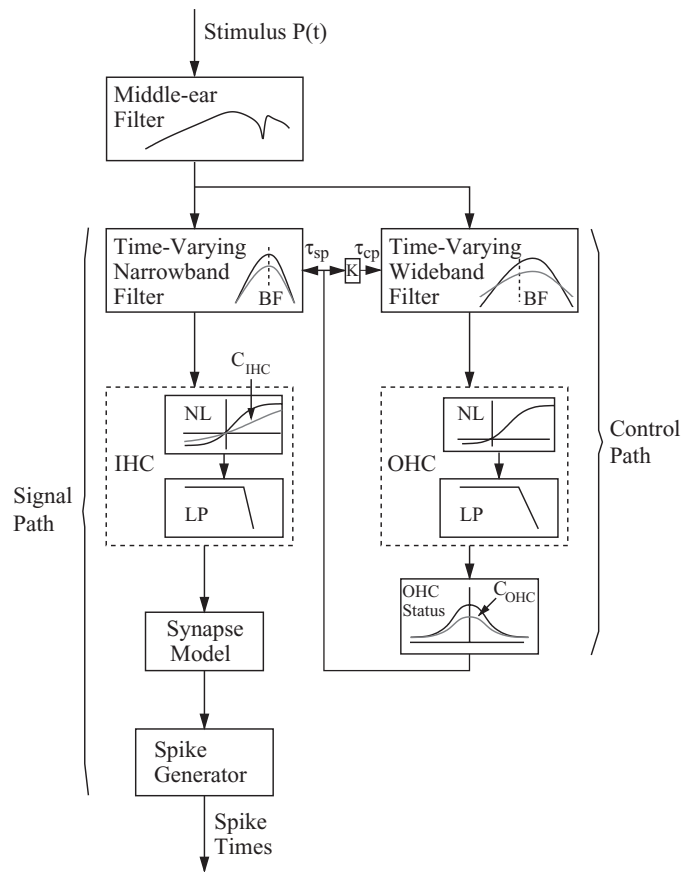 Stimulus P(t)
Middle-ear
Filter
Time-Varying
Narrowband
Filter
BF
τsp
K
τcp
Time-Varying
Wideband
Filter
BF
CIHC
NL
IHC
LP
NL
OHC
LP
Control
Path
Signal
Path
OHC
Status
COHC
Synapse
Model
Spike
Generator
Spike
Times